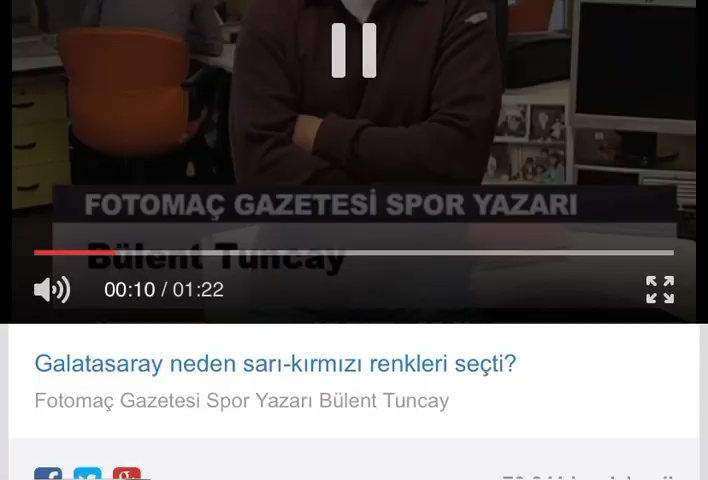 FOTOMAÇ GAZETESİ SPOR YAZARI
Bülent Tuncay
00:10 / 01:22
Galatasaray neden sarı-kırmızı renkleri seçti?
Fotomaç Gazetesi Spor Yazarı Bülent Tuncay